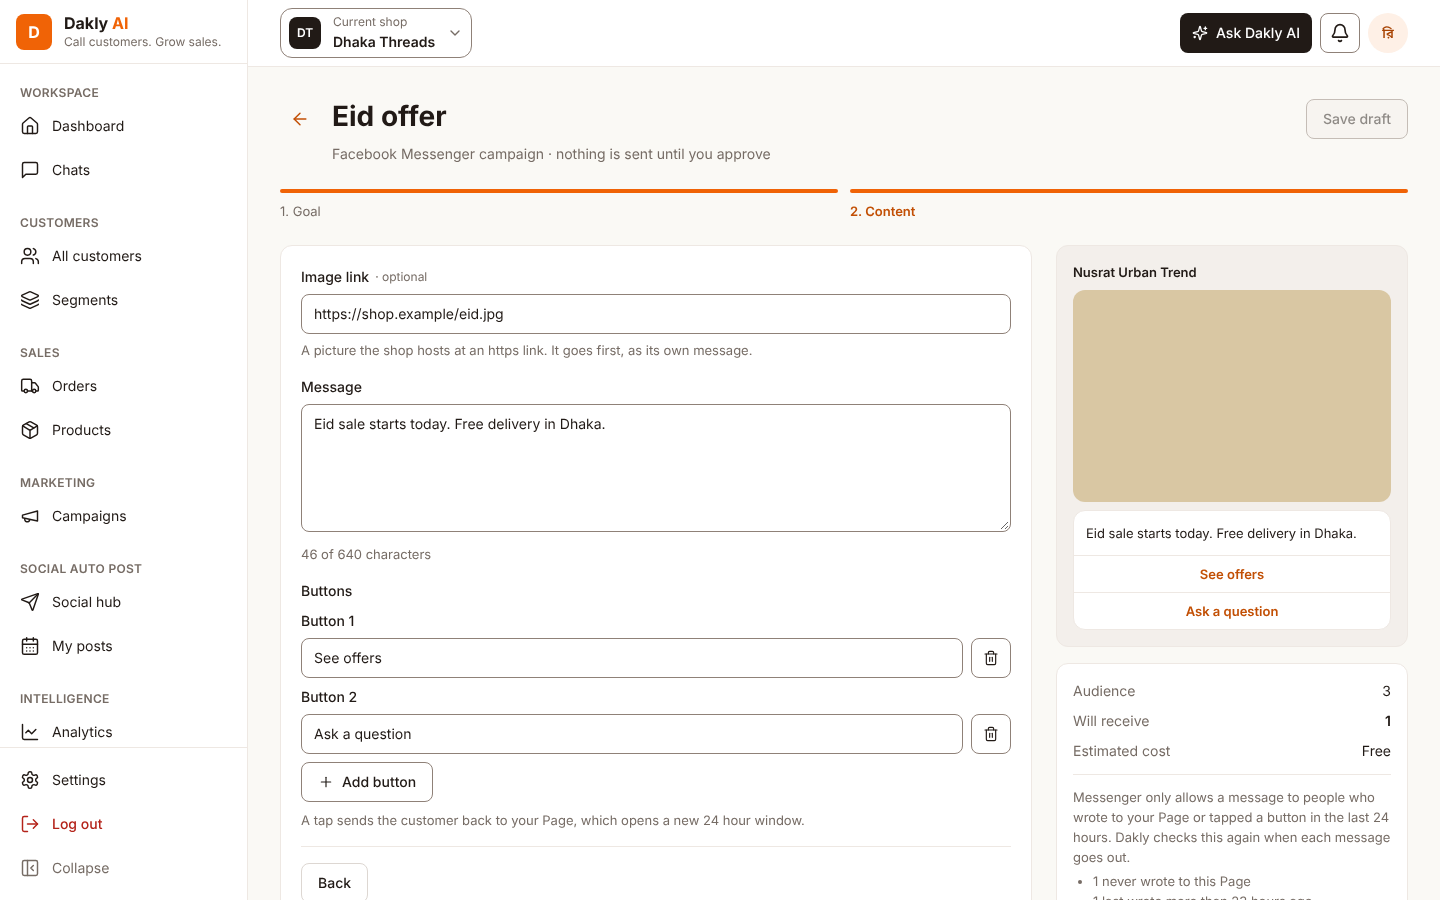 D
Dakly AI
Call customers. Grow sales.
WORKSPACE
Dashboard
Chats
CUSTOMERS
All customers
Segments
SALES
Orders
Products
MARKETING
Campaigns
SOCIAL AUTO POST
Social hub
My posts
INTELLIGENCE
Analytics
Settings
Log out
Collapse
DT
Current shop
Dhaka Threads
Ask Dakly AI
রি
Eid offer
Save draft
Facebook Messenger campaign · nothing is sent until you approve
1. Goal
2. Content
Image link · optional
https://shop.example/eid.jpg
A picture the shop hosts at an https link. It goes first, as its own message.
Message
Eid sale starts today. Free delivery in Dhaka.
46 of 640 characters
Buttons
Button 1
See offers
Button 2
Ask a question
Add button
A tap sends the customer back to your Page, which opens a new 24 hour window.
Back
Nusrat Urban Trend
Eid sale starts today. Free delivery in Dhaka.
See offers
Ask a question
Audience 3
Will receive 1
Estimated cost Free
Messenger only allows a message to people who
wrote to your Page or tapped a button in the last 24
hours. Dakly checks this again when each message
goes out.
• 1 never wrote to this Page